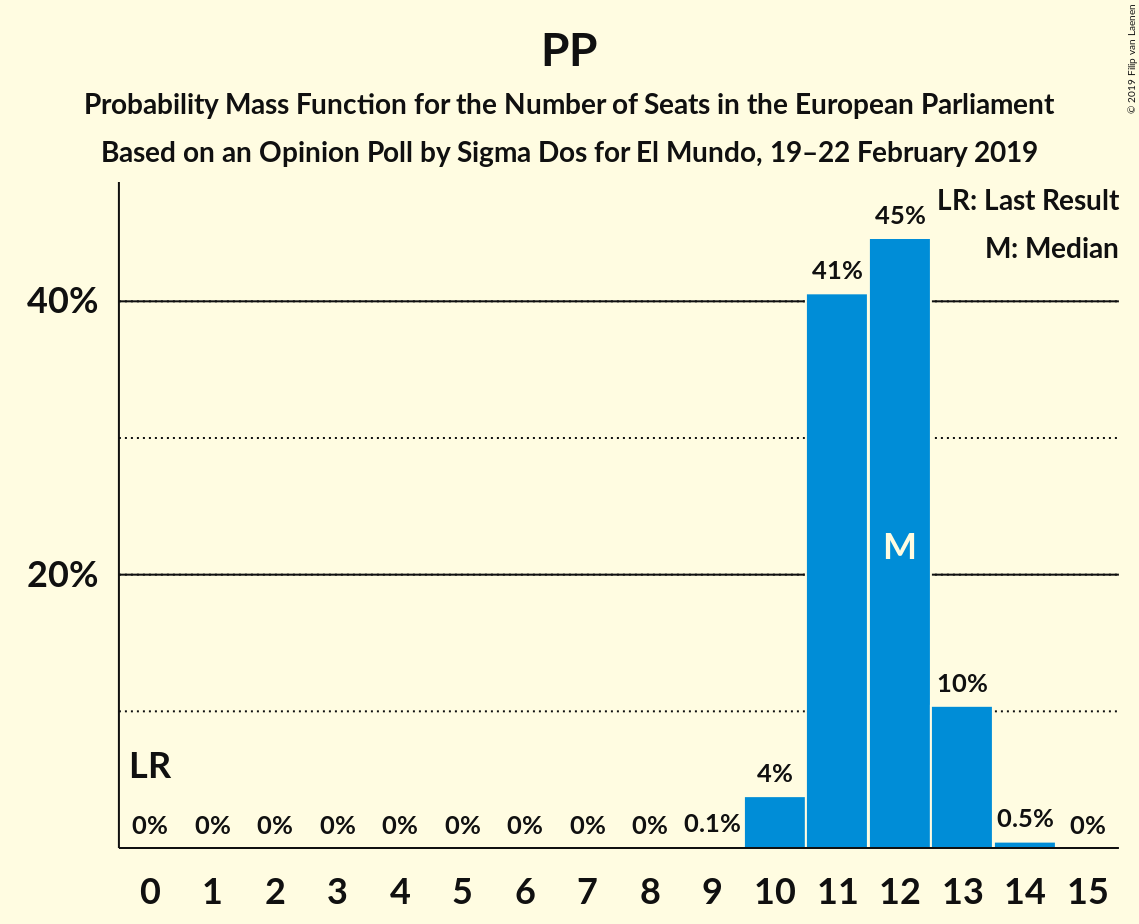 PP
Probability Mass Function for the Number of Seats in the European Parliament
Based on an Opinion Poll by Sigma Dos for El Mundo, 19–22 February 2019
© 2019 Filip van Laenen
LR: Last Result
M: Median
40%
20%
LR
M
0% 0% 0% 0% 0% 0% 0% 0% 0% 0.1% 4% 41% 45% 10% 0.5% 0%
0 1 2 3 4 5 6 7 8 9 10 11 12 13 14 15